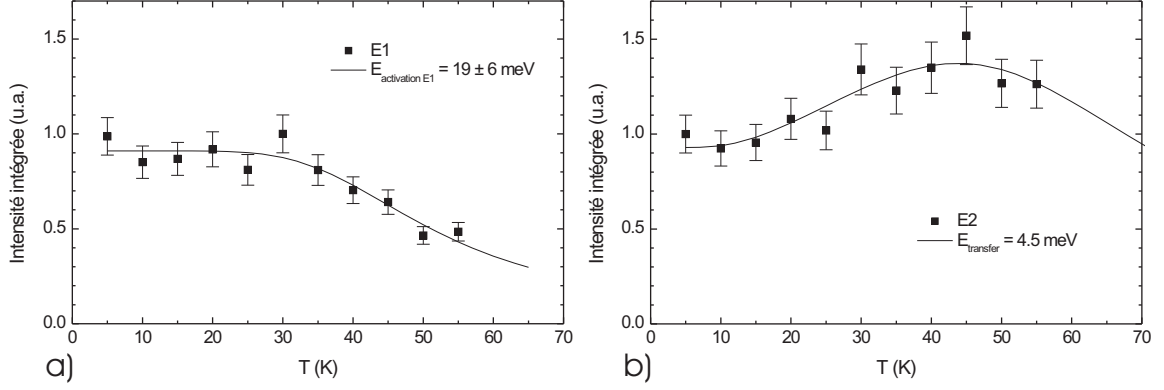 1.5
1.0
0.5
0.0
Intensité intégrée (u.a.)
E1
E activation E1 = 19 ± 6 meV
0 10 20 30 40 50 60 70
T (K)
a)
1.5
1.0
0.5
0.0
Intensité intégrée (u.a.)
E2
E transfer = 4.5 meV
0 10 20 30 40 50 60 70
T (K)
b)